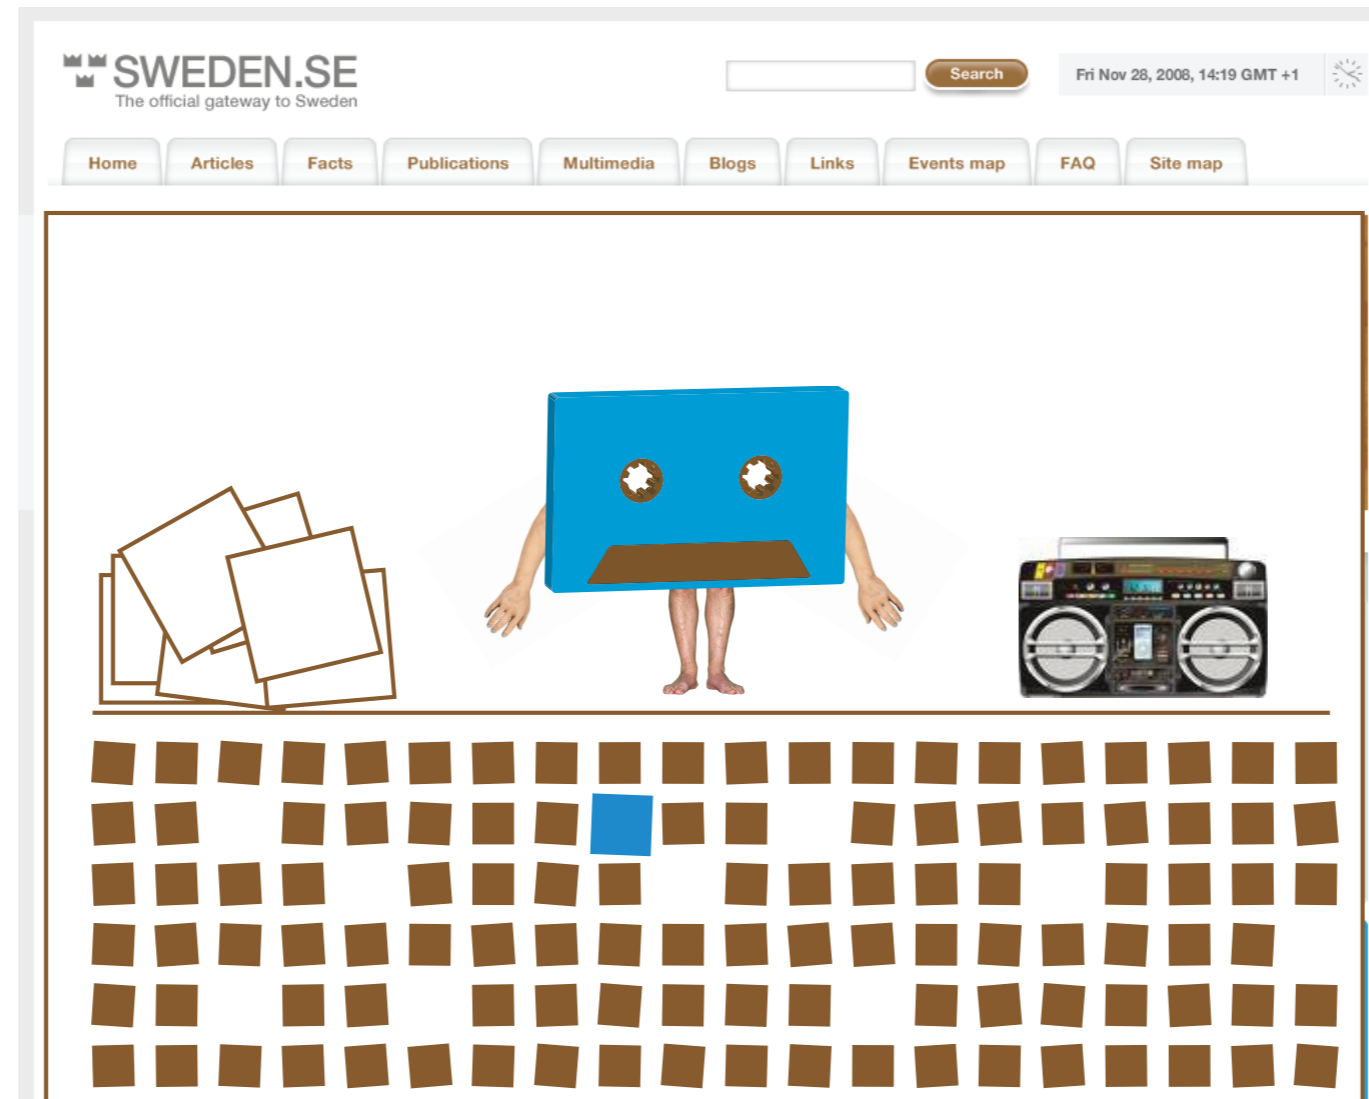 SWEDEN.SE
The official gateway to Sweden
Search
Fri Nov 28, 2008, 14:19 GMT +1
Home
Articles
Facts
Publications
Multimedia
Blogs
Links
Events map
FAQ
Site map